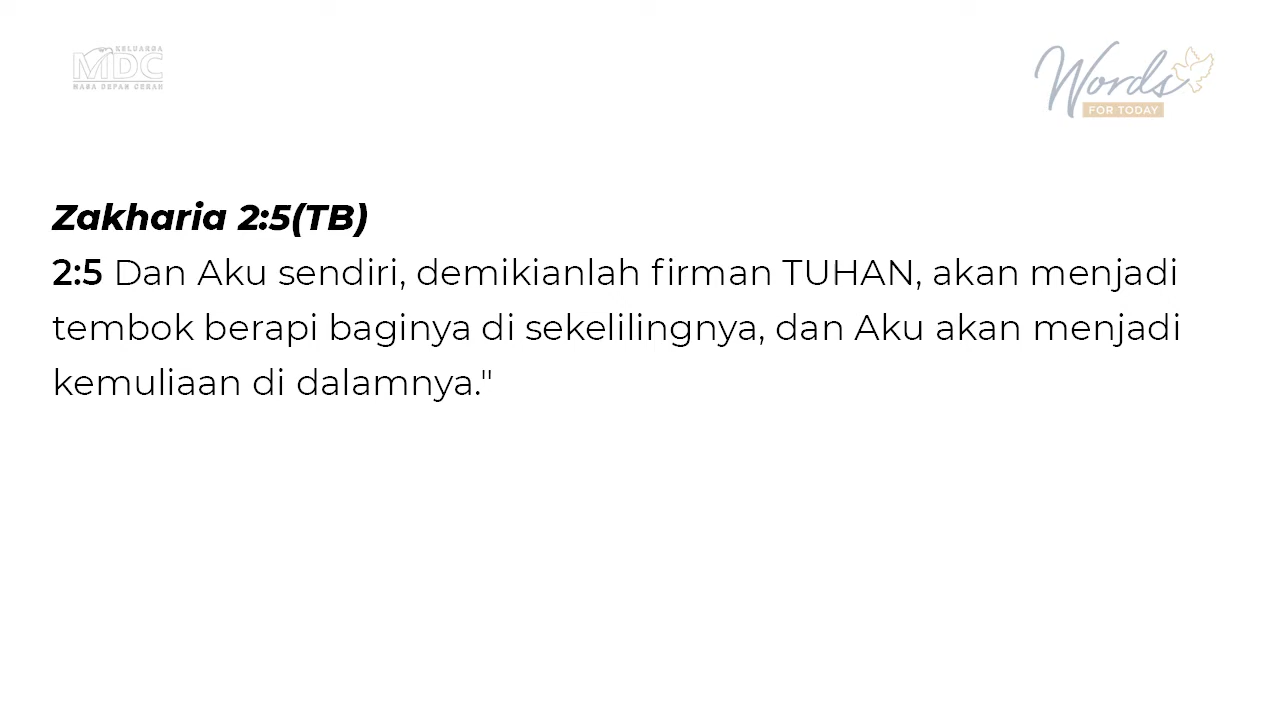 KELUARGA
MDC
MASA DEPAN CERAH
Words
FOR TODAY
Zakharia 2:5(TB)
2:5 Dan Aku sendiri, demikianlah firman TUHAN, akan menjadi
tembok berapi baginya di sekelilingnya, dan Aku akan menjadi
kemuliaan di dalamnya."